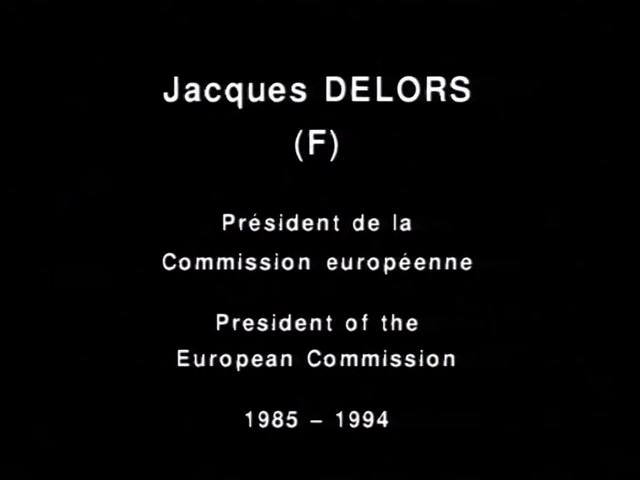 Jacques DELORS
(F)
Président de la
Commission européenne
President of the
European Commission
1985 – 1994